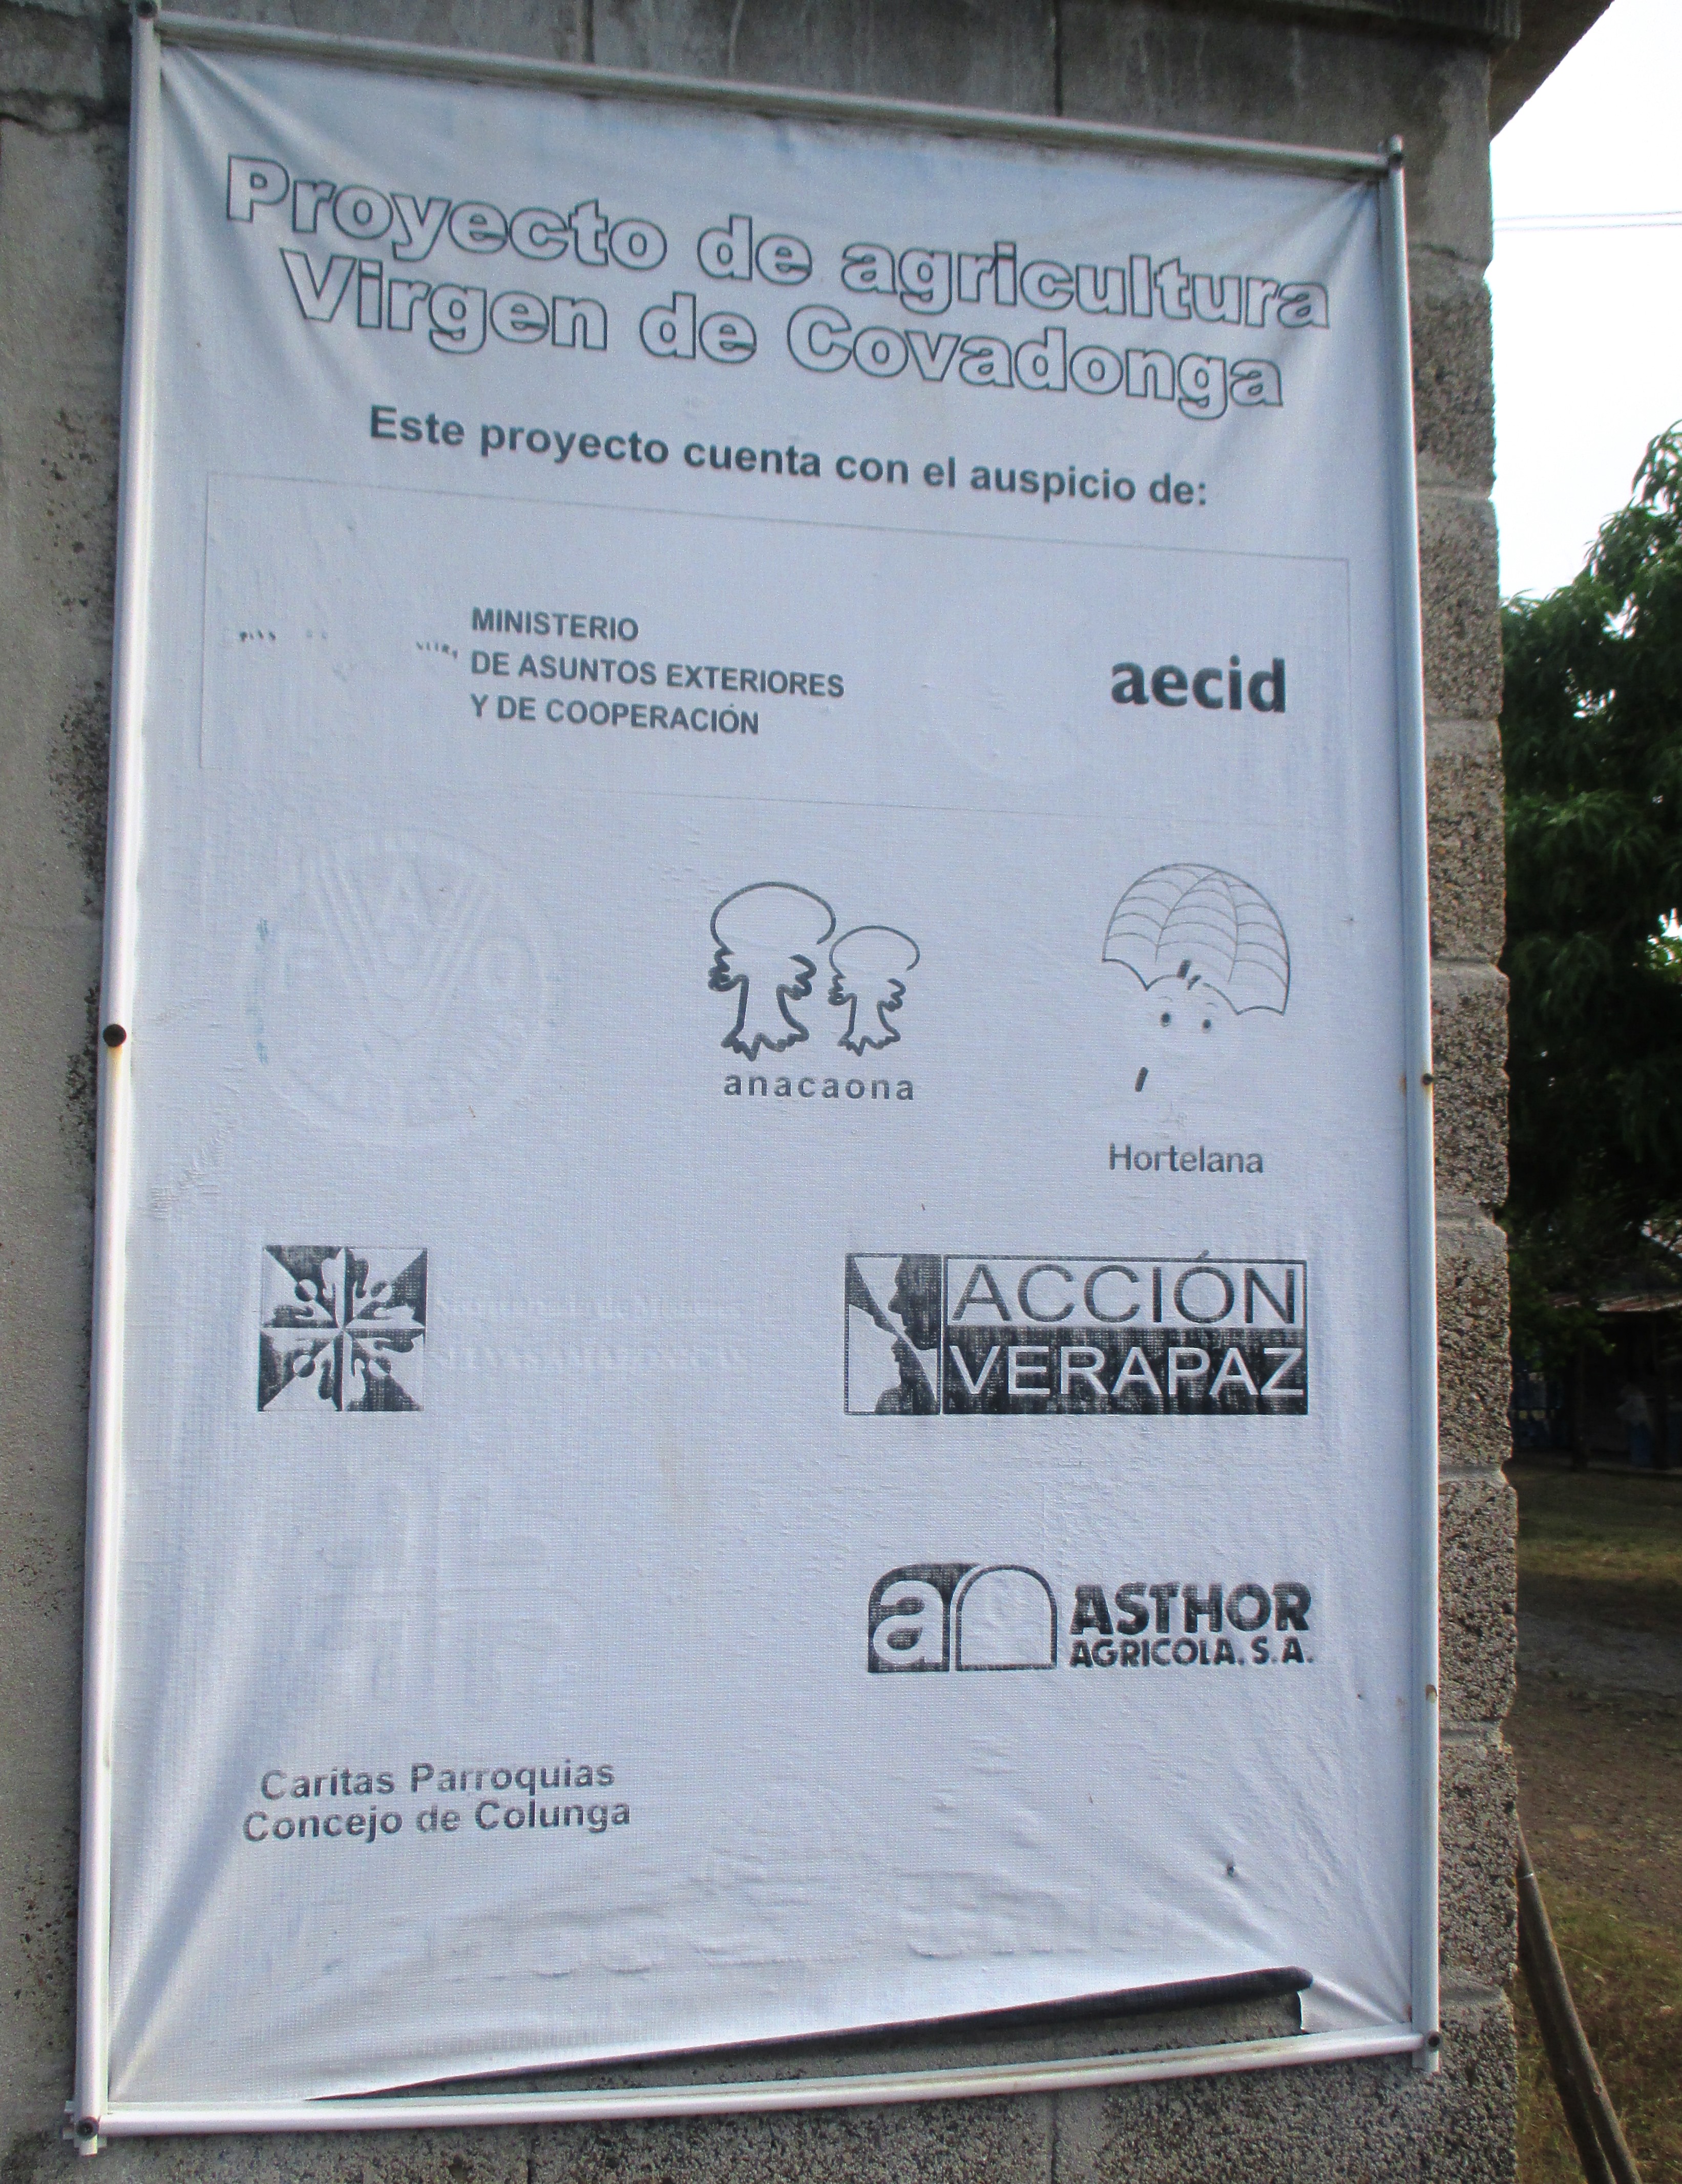 Proyecto de agricultura
Virgen de Covadonga
Este proyecto cuenta con el auspicio de:
MINISTERIO
DE ASUNTOS EXTERIORES
Y DE COOPERACIÓN
aecid
FAO
anacaona
Hortelana
ACCIÓN
VERAPAZ
a
ASTHOR
AGRICOLA. S. A.
Caritas Parroquias
Concejo de Colunga